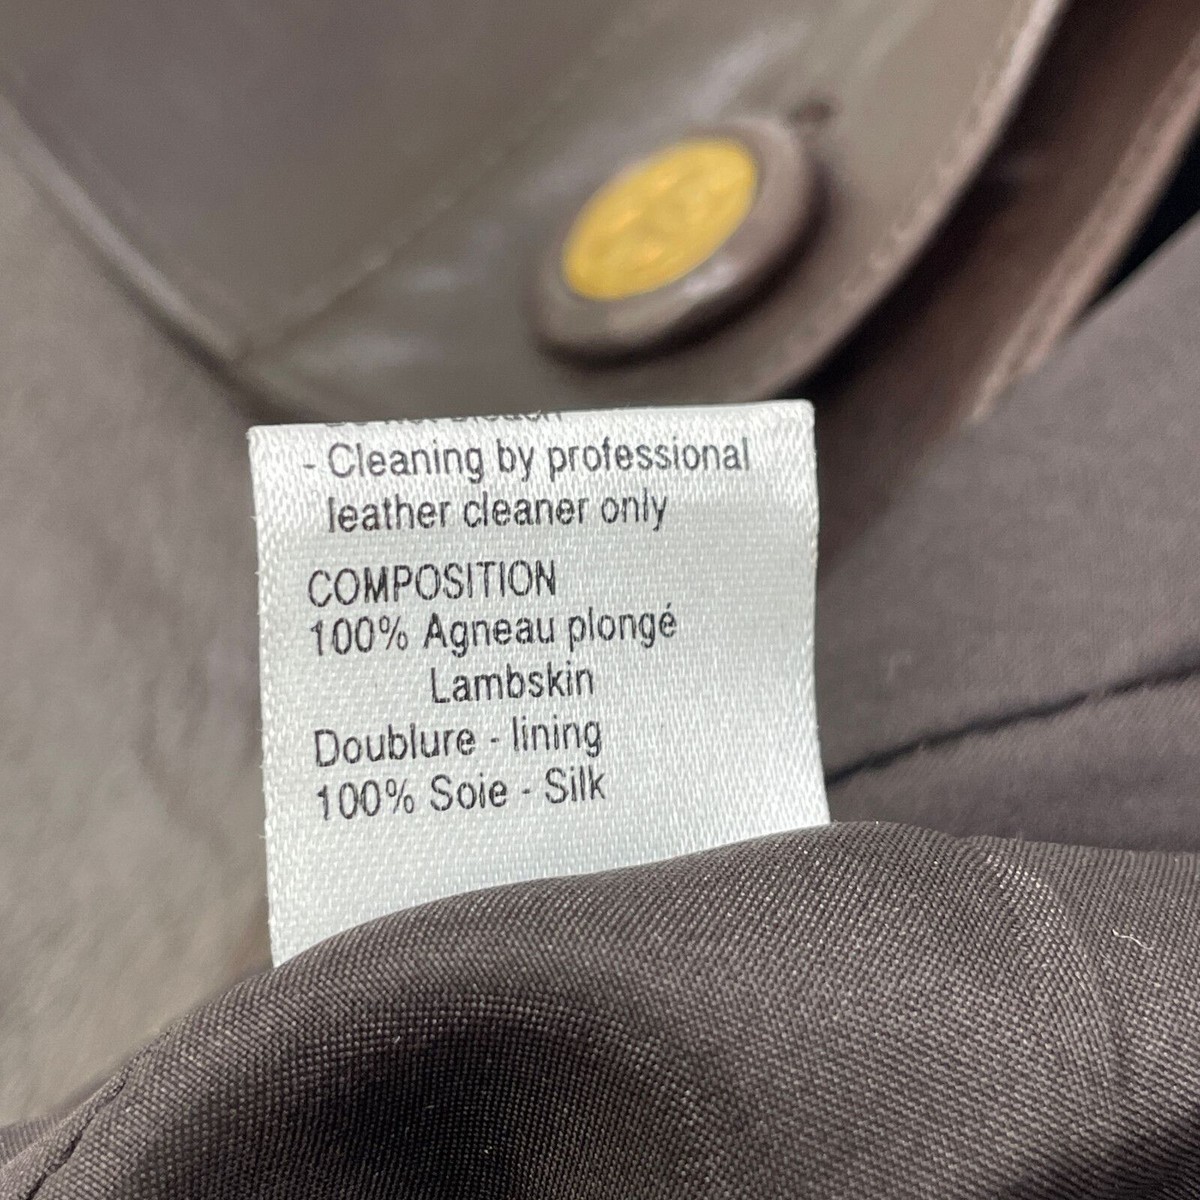 - Cleaning by professional
leather cleaner only
COMPOSITION
100% Agneau plongé
Lambskin
Doublure - lining
100% Soie - Silk